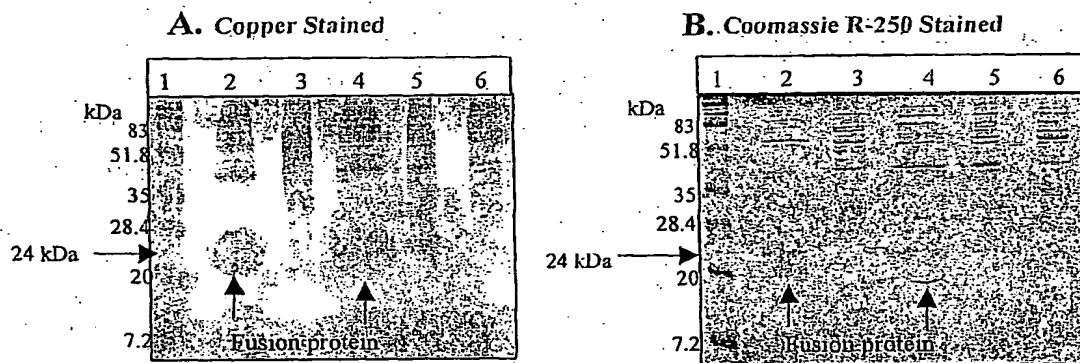 A. Copper Stained
1 2 3 4 5 6
kDa
83
51.8
35
28.4
24 kDa
20
Fusion protein
7.2
B. Coomassie R-250 Stained
1 2 3 4 5 6
kDa
83
51.8
35
28.4
24 kDa
20
Fusion protein
7.2